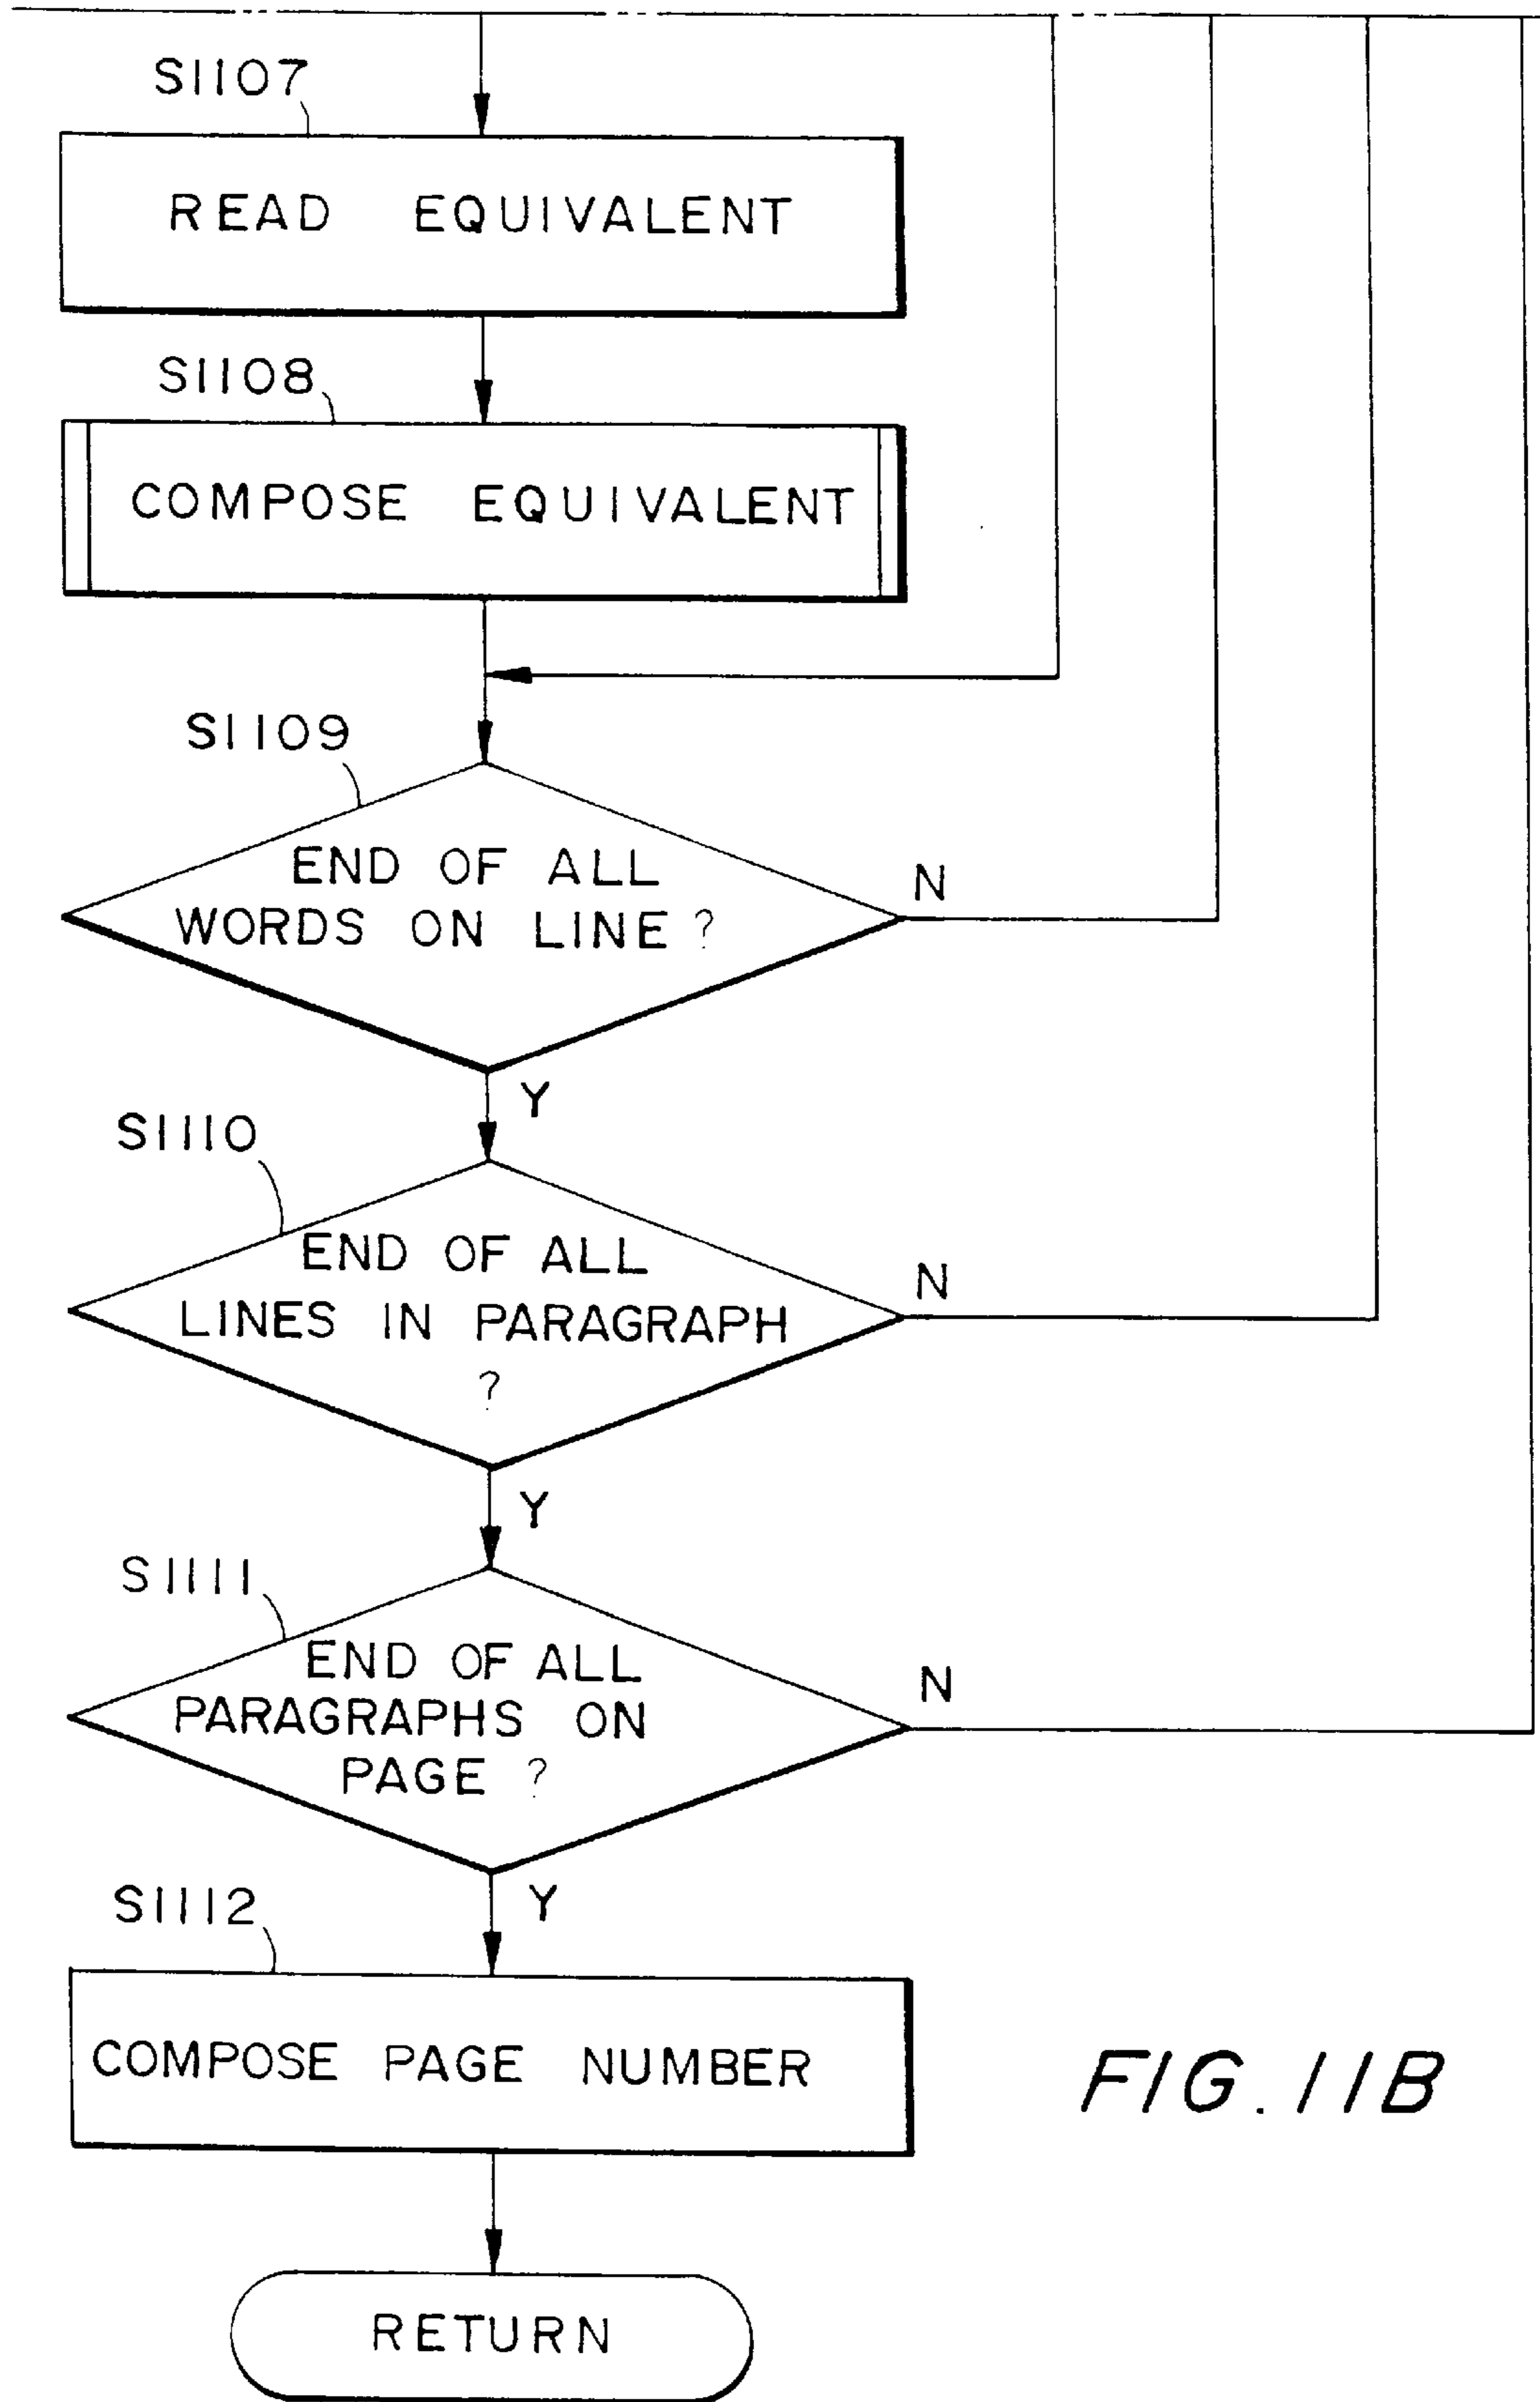 S1107
READ EQUIVALENT
S1108
COMPOSE EQUIVALENT
S1109
END OF ALL
WORDS ON LINE ?
N
Y
S1110
END OF ALL
LINES IN PARAGRAPH
?
N
Y
S1111
END OF ALL
PARAGRAPHS ON
PAGE ?
N
Y
S1112
COMPOSE PAGE NUMBER
FIG. 11B
RETURN